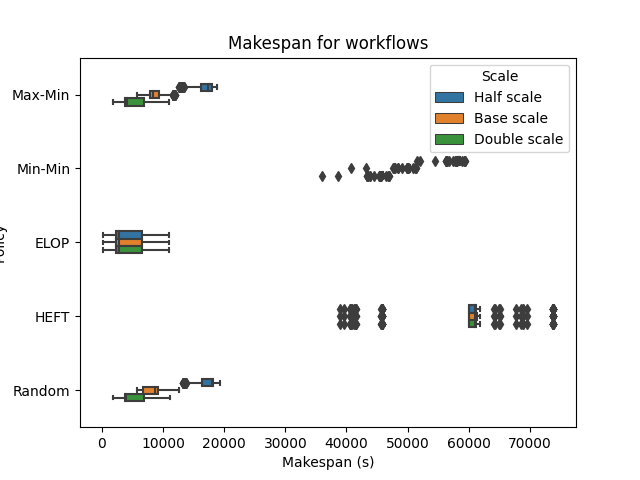 Makespan for workflows
Scale
Half scale
Base scale
Double scale
Max-Min
Min-Min
ELOP
HEFT
Random
0 10000 20000 30000 40000 50000 60000 70000
Makespan (s)